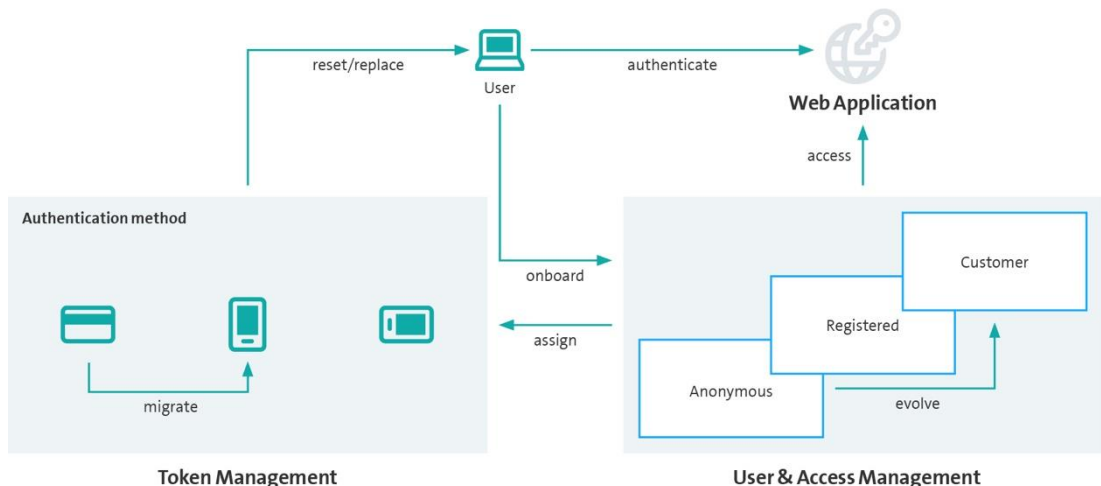 reset/replace
User
authenticate
Web Application
access
Authentication method
onboard
Customer
Registered
assign
Anonymous
evolve
migrate
Token Management
User & Access Management